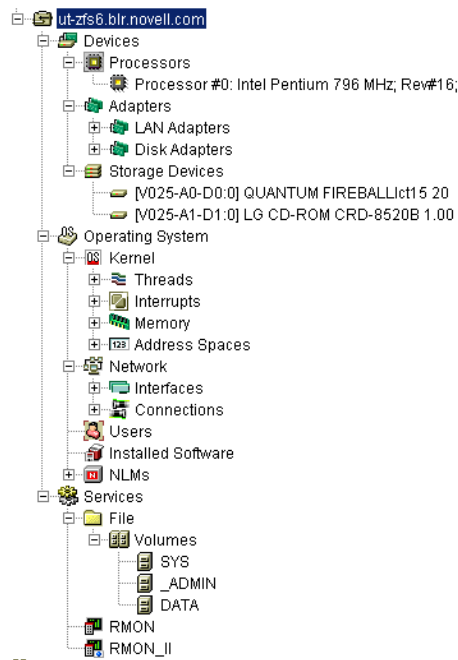 ut-zfs6.blr.novell.com
Devices
Processors
Processor #0: Intel Pentium 796 MHz; Rev#16;
Adapters
LAN Adapters
Disk Adapters
Storage Devices
[V025-A0-D0:0] QUANTUM FIREBALLlct15 20
[V025-A1-D1:0] LG CD-ROM CRD-8520B 1.00
Operating System
Kernel
Threads
Interrupts
Memory
Address Spaces
Network
Interfaces
Connections
Users
Installed Software
NLMs
Services
File
Volumes
SYS
_ADMIN
DATA
RMON
RMON_II